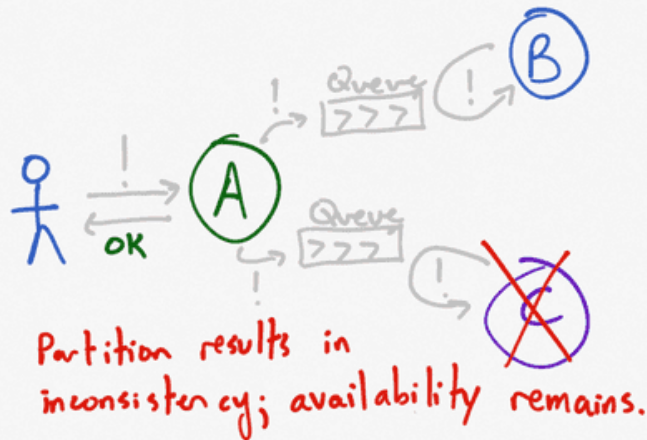 Queue
>>>
!
B
!
!
A
OK
Queue
>>>
!
!
C
Partition results in
inconsistency; availability remains.